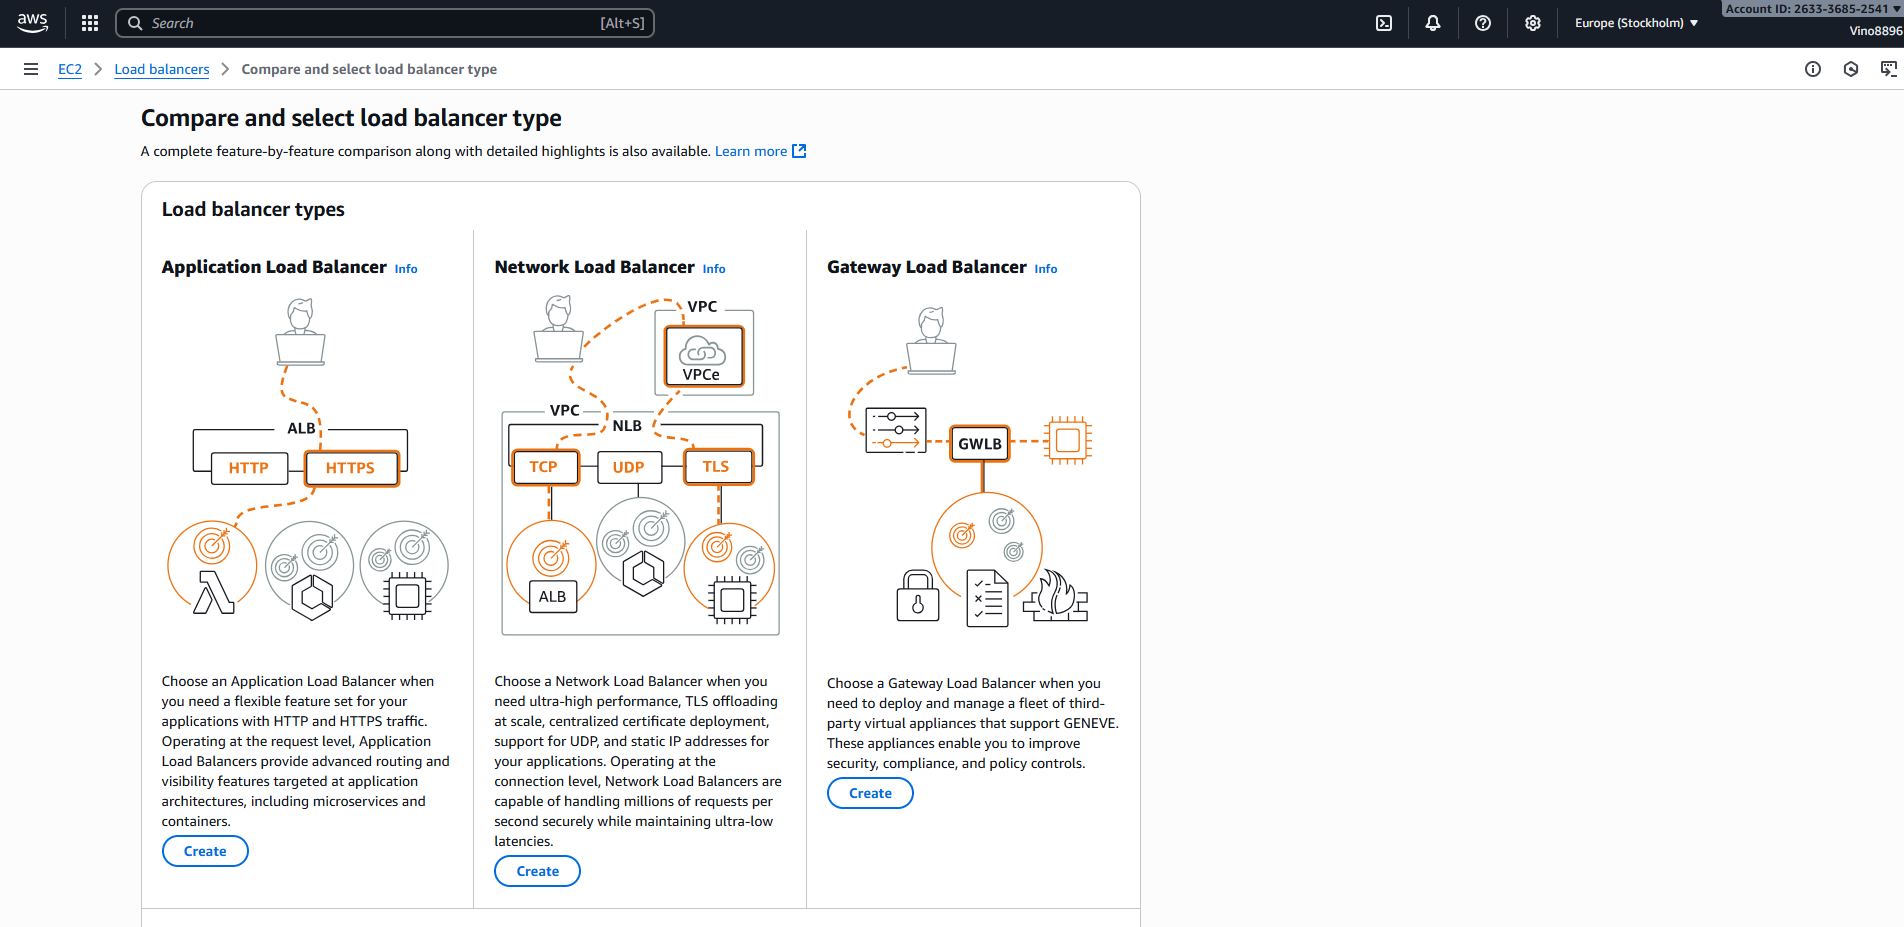 aws
Search
[Alt+S]
Europe (Stockholm)
Account ID: 2633-3685-2541
Vino8896
EC2
Load balancers
Compare and select load balancer type
Compare and select load balancer type
A complete feature-by-feature comparison along with detailed highlights is also available. Learn more
Load balancer types
Application Load Balancer Info
ALB
HTTP
HTTPS
Choose an Application Load Balancer when
you need a flexible feature set for your
applications with HTTP and HTTPS traffic.
Operating at the request level, Application
Load Balancers provide advanced routing and
visibility features targeted at application
architectures, including microservices and
containers.
Create
Network Load Balancer Info
VPC
VPCe
VPC
NLB
TCP
UDP
TLS
ALB
Choose a Network Load Balancer when you
need ultra-high performance, TLS offloading
at scale, centralized certificate deployment,
support for UDP, and static IP addresses for
your applications. Operating at the
connection level, Network Load Balancers are
capable of handling millions of requests per
second securely while maintaining ultra-low
latencies.
Create
Gateway Load Balancer Info
GWLB
Choose a Gateway Load Balancer when you
need to deploy and manage a fleet of third-
party virtual appliances that support GENEVE.
These appliances enable you to improve
security, compliance, and policy controls.
Create